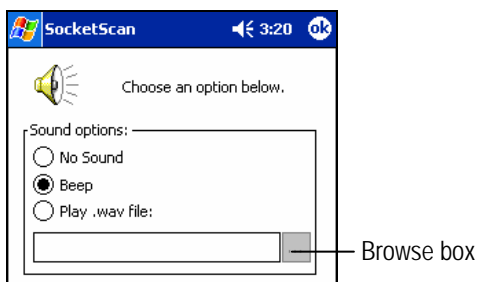 SocketScan 3:20 ok
Choose an option below.
Sound options:
No Sound
Beep
Play .wav file:
Browse box